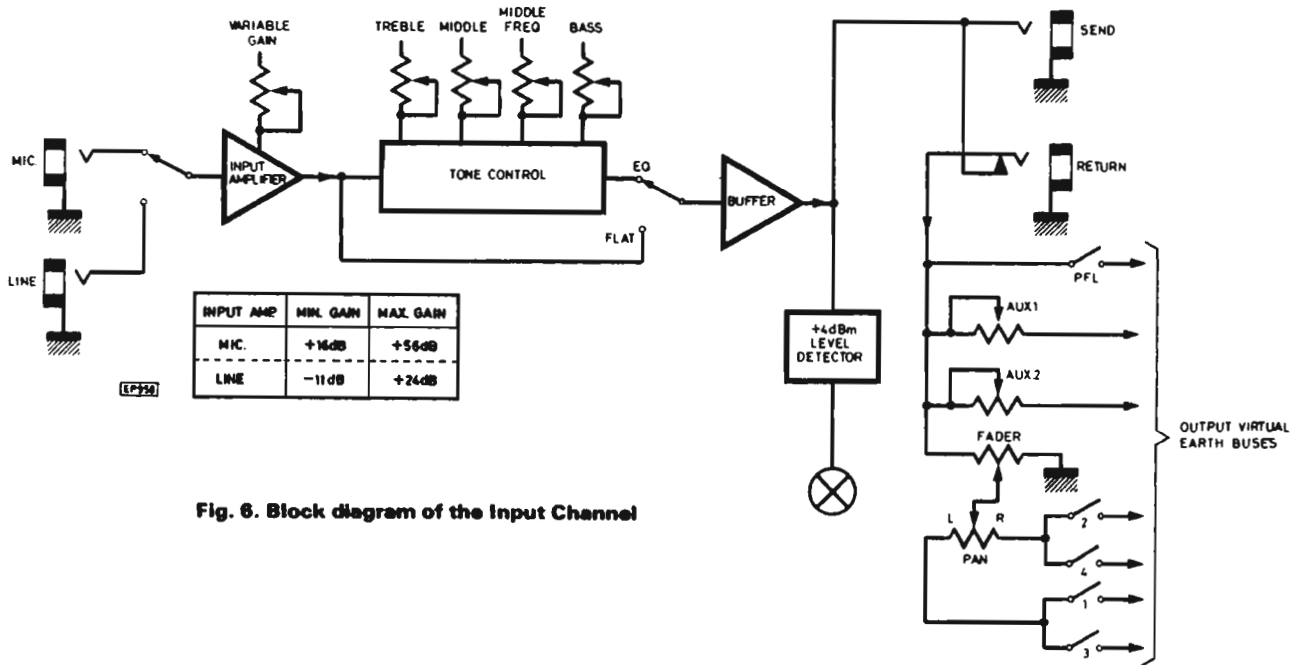 VARIABLE
GAIN
TREBLE
MIDDLE
MIDDLE
FREQ
BASS
SEND
MIC.
INPUT
AMPLIFIER
TONE CONTROL
EQ
BUFFER
RETURN
FLAT
LINE
PFL
INPUT AMP. MIN. GAIN MAX. GAIN
MIC. +16dB +56dB
LINE -11dB +24dB
+4dBm
LEVEL
DETECTOR
AUX.1
AUX.2
FADER
OUTPUT VIRTUAL
EARTH BUSES
L R
PAN
2
4
1
3
Fig. 6. Block diagram of the Input Channel